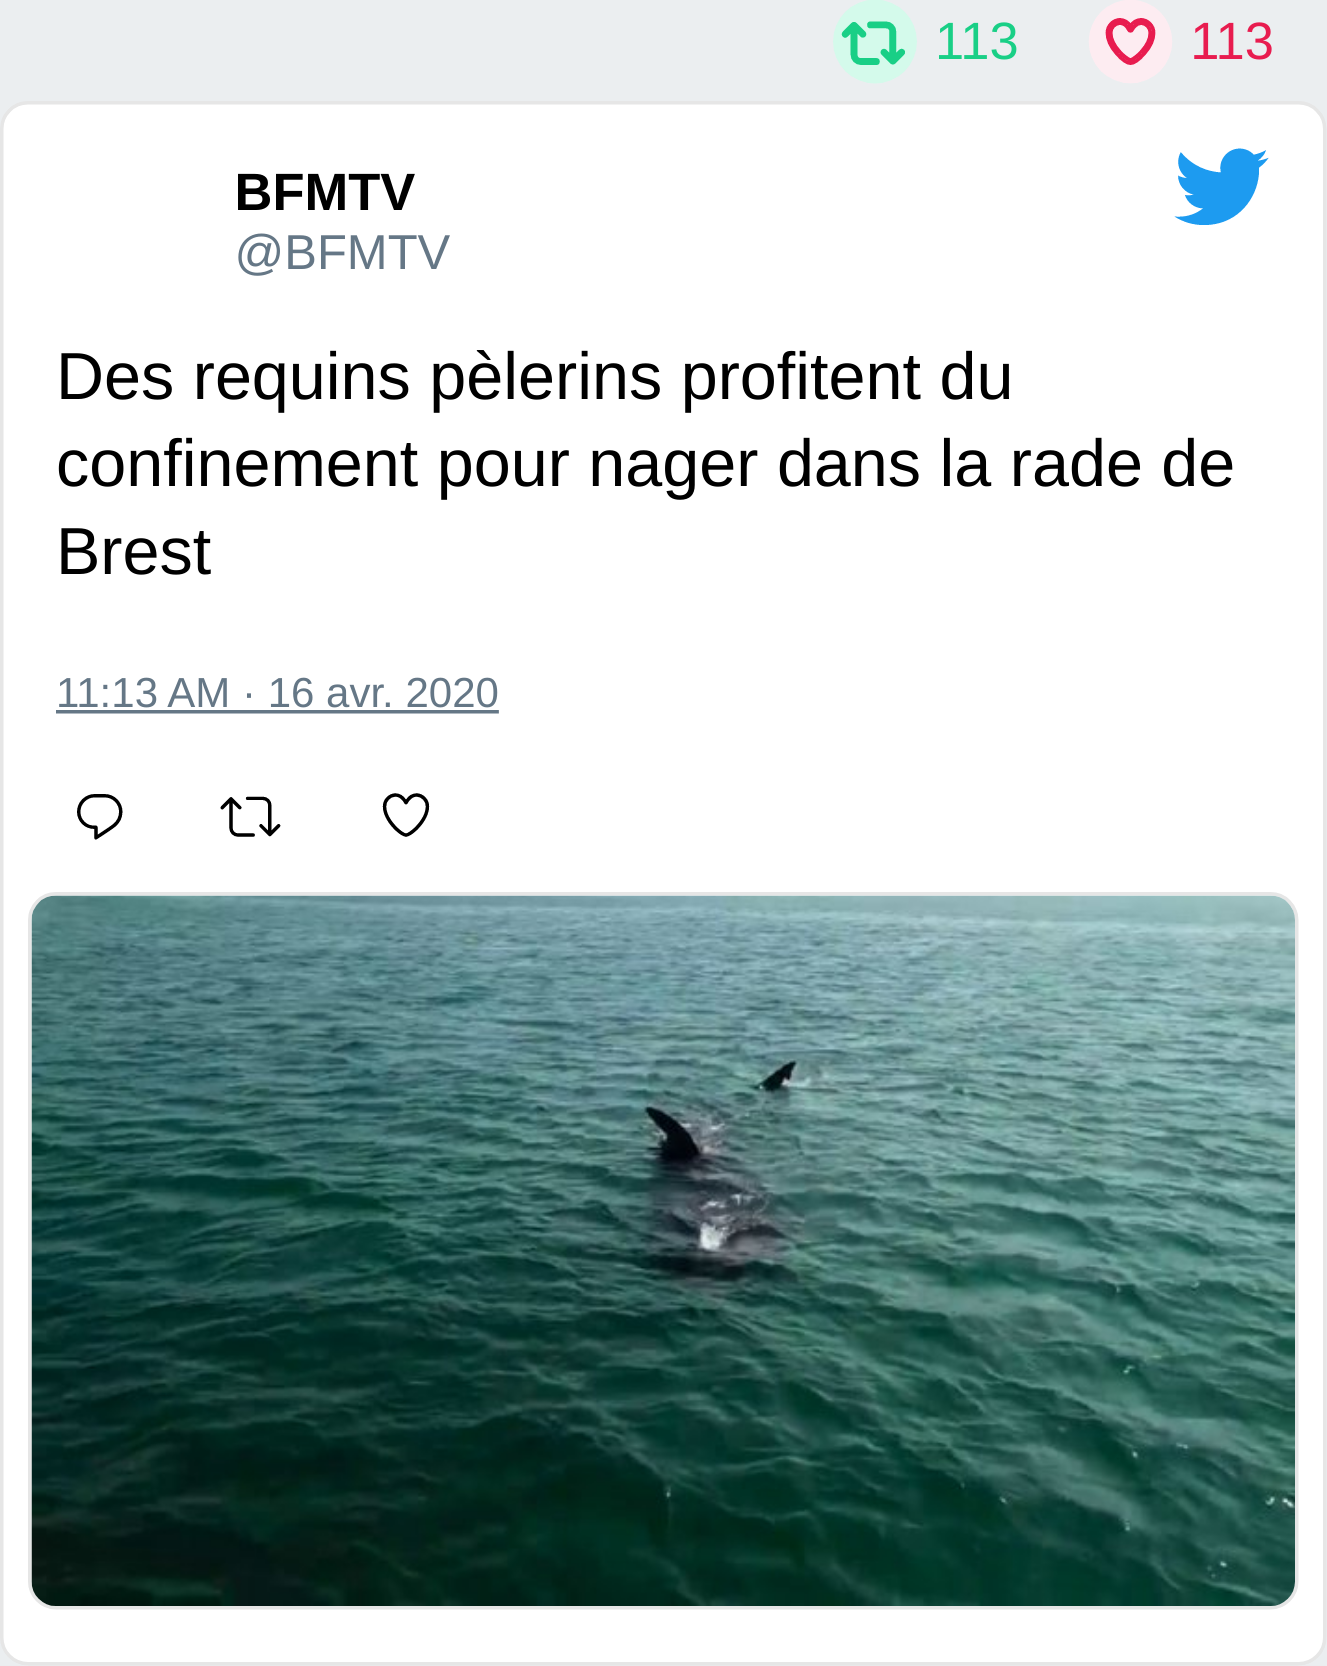 113 113
BFMTV
@BFMTV
Des requins pèlerins profitent du
confinement pour nager dans la rade de
Brest
11:13 AM · 16 avr. 2020